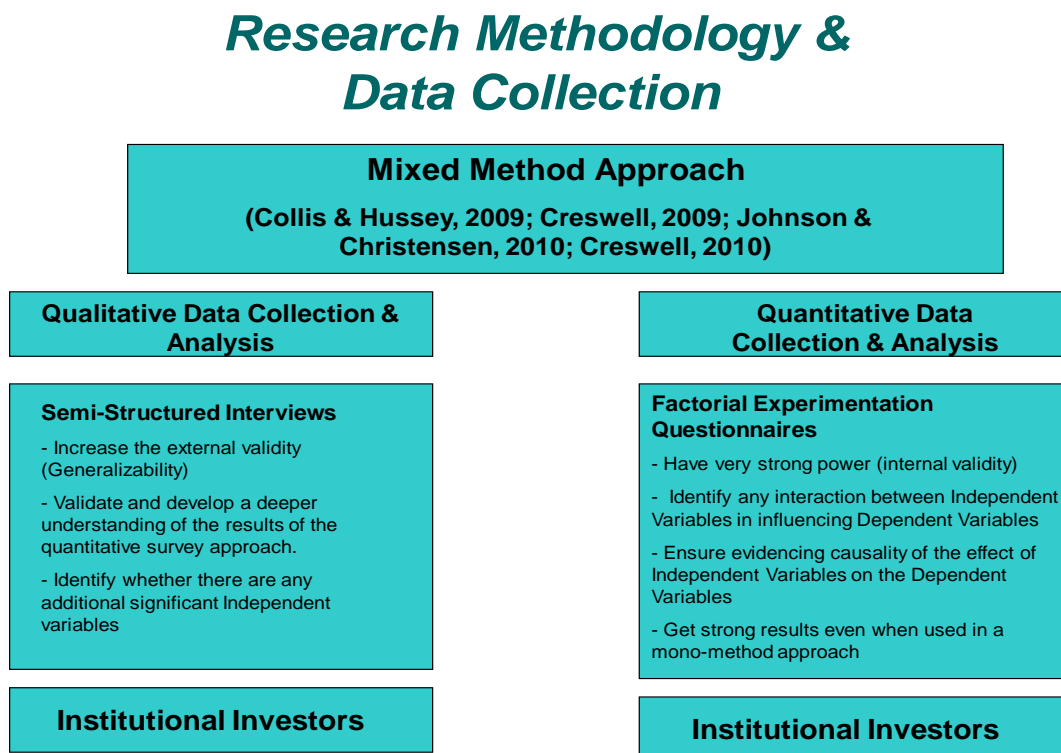 Research Methodology &
Data Collection
Mixed Method Approach
(Collis & Hussey, 2009; Creswell, 2009; Johnson &
Christensen, 2010; Creswell, 2010)
Qualitative Data Collection &
Analysis
Semi-Structured Interviews
- Increase the external validity
(Generalizability)
- Validate and develop a deeper
understanding of the results of the
quantitative survey approach.
- Identify whether there are any
additional significant Independent
variables
Institutional Investors
Quantitative Data
Collection & Analysis
Factorial Experimentation
Questionnaires
- Have very strong power (internal validity)
- Identify any interaction between Independent
Variables in influencing Dependent Variables
- Ensure evidencing causality of the effect of
Independent Variables on the Dependent
Variables
- Get strong results even when used in a
mono-method approach
Institutional Investors